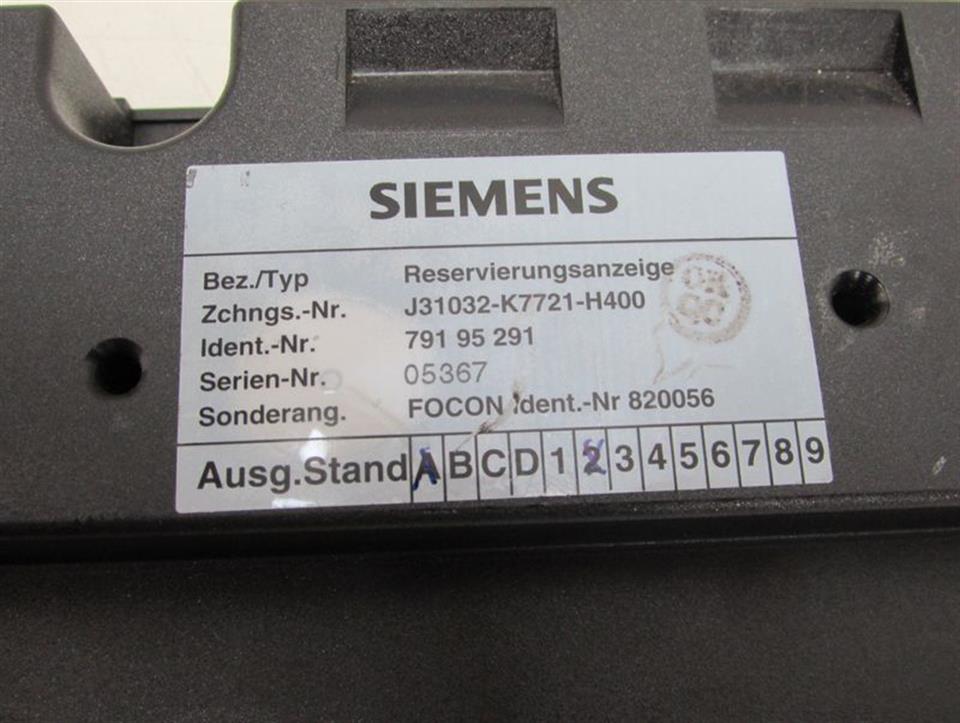 SIEMENS
Bez./Typ Reservierungsanzeige
Zchngs.-Nr. J31032-K7721-H400
Ident.-Nr. 791 95 291
Serien-Nr. 05367
Sonderang. FOCON Ident.-Nr 820056
Ausg.Stand A B C D 1 2 3 4 5 6 7 8 9